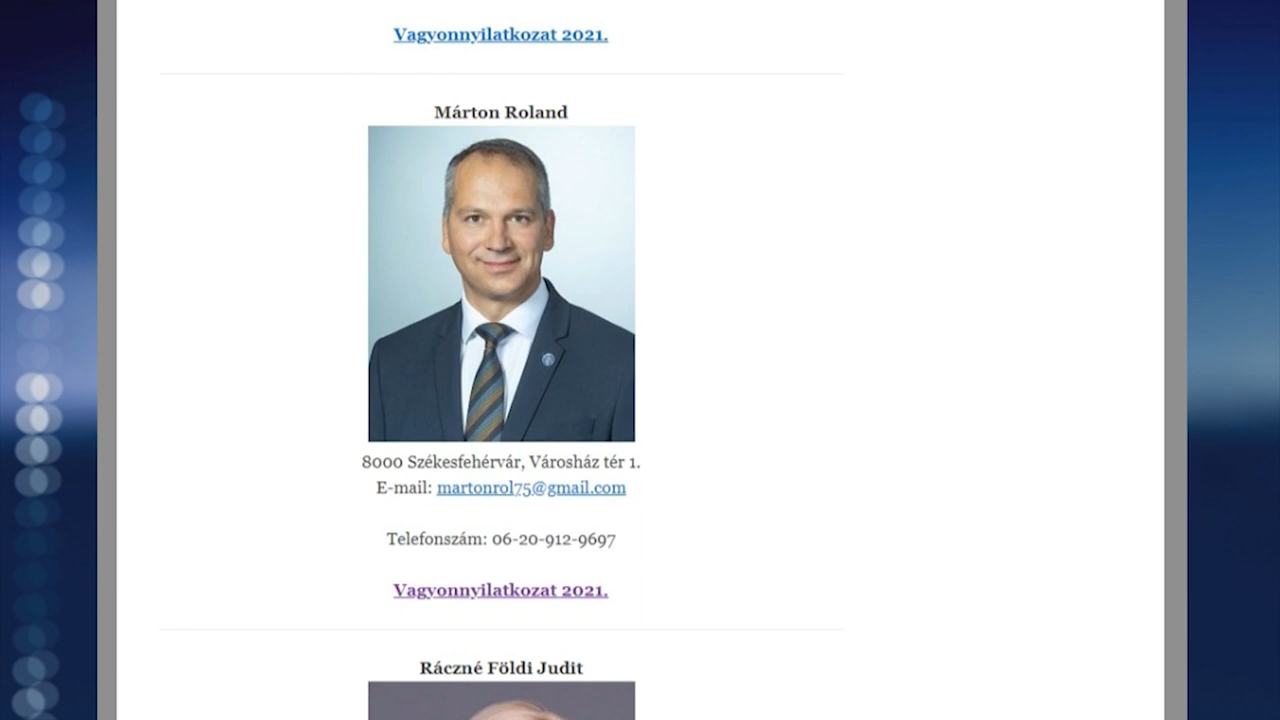 Vagyonnyilatkozat 2021.
Márton Roland
8000 Székesfehérvár, Városház tér 1.
E-mail: martonrol75@gmail.com
Telefonszám: 06-20-912-9697
Vagyonnyilatkozat 2021.
Ráczné Földi Judit